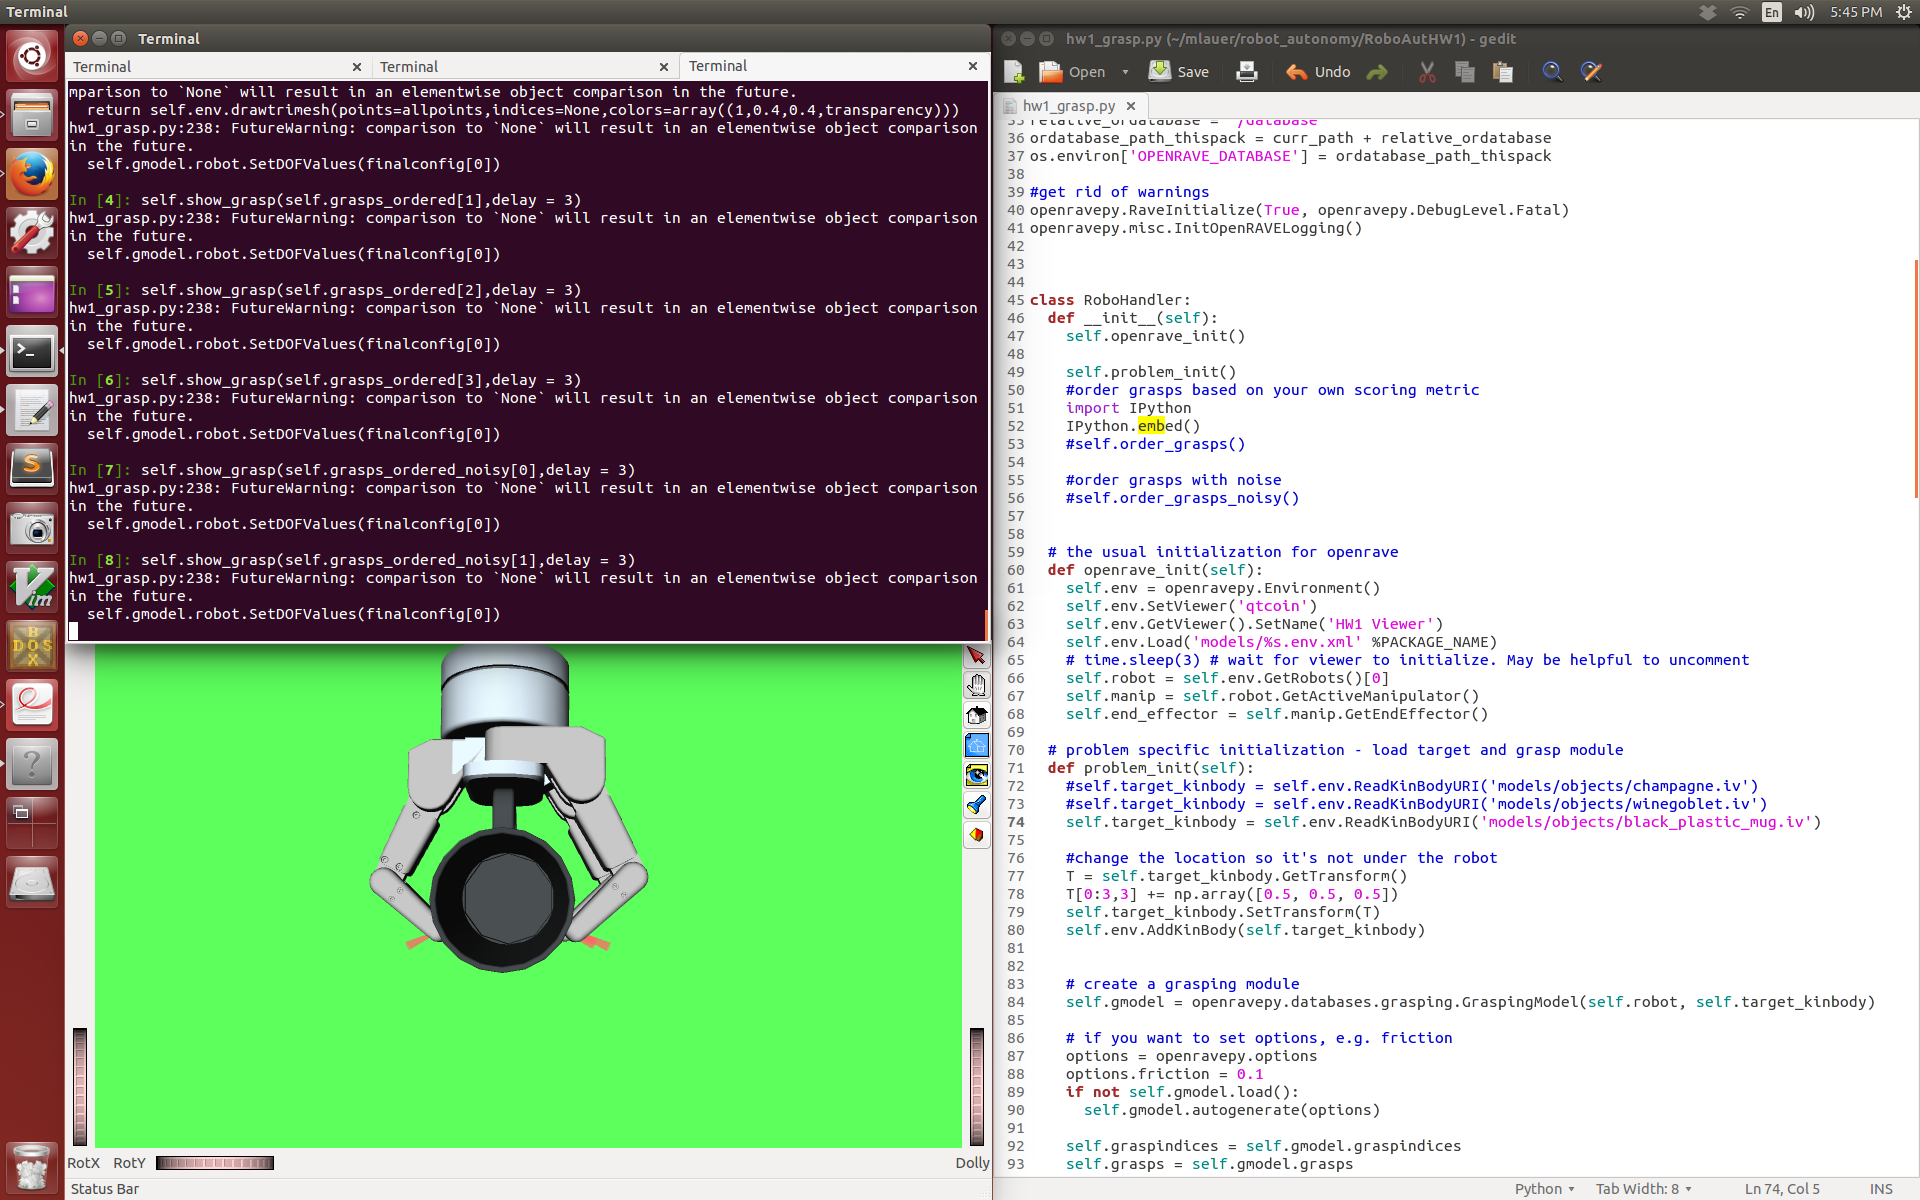 Terminal
En
5:45 PM
Terminal
Terminal
Terminal
Terminal
mparison to `None` will result in an elementwise object comparison in the future.
  return self.env.drawtrimesh(points=allpoints,indices=None,colors=array((1,0.4,0.4,transparency)))
hw1_grasp.py:238: FutureWarning: comparison to `None` will result in an elementwise object comparison
in the future.
  self.gmodel.robot.SetDOFValues(finalconfig[0])
In [4]: self.show_grasp(self.grasps_ordered[1],delay = 3)
hw1_grasp.py:238: FutureWarning: comparison to `None` will result in an elementwise object comparison
in the future.
  self.gmodel.robot.SetDOFValues(finalconfig[0])
In [5]: self.show_grasp(self.grasps_ordered[2],delay = 3)
hw1_grasp.py:238: FutureWarning: comparison to `None` will result in an elementwise object comparison
in the future.
  self.gmodel.robot.SetDOFValues(finalconfig[0])
In [6]: self.show_grasp(self.grasps_ordered[3],delay = 3)
hw1_grasp.py:238: FutureWarning: comparison to `None` will result in an elementwise object comparison
in the future.
  self.gmodel.robot.SetDOFValues(finalconfig[0])
In [7]: self.show_grasp(self.grasps_ordered_noisy[0],delay = 3)
hw1_grasp.py:238: FutureWarning: comparison to `None` will result in an elementwise object comparison
in the future.
  self.gmodel.robot.SetDOFValues(finalconfig[0])
In [8]: self.show_grasp(self.grasps_ordered_noisy[1],delay = 3)
hw1_grasp.py:238: FutureWarning: comparison to `None` will result in an elementwise object comparison
in the future.
  self.gmodel.robot.SetDOFValues(finalconfig[0])
RotX RotY
Dolly
Status Bar
hw1_grasp.py (~/mlauer/robot_autonomy/RoboAutHW1) - gedit
Open Save Undo
hw1_grasp.py
35 relative_ordatabase = '/database'
36 ordatabase_path_thispack = curr_path + relative_ordatabase
37 os.environ['OPENRAVE_DATABASE'] = ordatabase_path_thispack
38
39 #get rid of warnings
40 openravepy.RaveInitialize(True, openravepy.DebugLevel.Fatal)
41 openravepy.misc.InitOpenRAVELogging()
42
43
44
45 class RoboHandler:
46   def __init__(self):
47     self.openrave_init()
48
49     self.problem_init()
50     #order grasps based on your own scoring metric
51     import IPython
52     IPython.embed()
53     #self.order_grasps()
54
55     #order grasps with noise
56     #self.order_grasps_noisy()
57
58
59   # the usual initialization for openrave
60   def openrave_init(self):
61     self.env = openravepy.Environment()
62     self.env.SetViewer('qtcoin')
63     self.env.GetViewer().SetName('HW1 Viewer')
64     self.env.Load('models/%s.env.xml' %PACKAGE_NAME)
65     # time.sleep(3) # wait for viewer to initialize. May be helpful to uncomment
66     self.robot = self.env.GetRobots()[0]
67     self.manip = self.robot.GetActiveManipulator()
68     self.end_effector = self.manip.GetEndEffector()
69
70   # problem specific initialization - load target and grasp module
71   def problem_init(self):
72     #self.target_kinbody = self.env.ReadKinBodyURI('models/objects/champagne.iv')
73     #self.target_kinbody = self.env.ReadKinBodyURI('models/objects/winegoblet.iv')
74     self.target_kinbody = self.env.ReadKinBodyURI('models/objects/black_plastic_mug.iv')
75
76     #change the location so it's not under the robot
77     T = self.target_kinbody.GetTransform()
78     T[0:3,3] += np.array([0.5, 0.5, 0.5])
79     self.target_kinbody.SetTransform(T)
80     self.env.AddKinBody(self.target_kinbody)
81
82
83     # create a grasping module
84     self.gmodel = openravepy.databases.grasping.GraspingModel(self.robot, self.target_kinbody)
85
86     # if you want to set options, e.g. friction
87     options = openravepy.options
88     options.friction = 0.1
89     if not self.gmodel.load():
90       self.gmodel.autogenerate(options)
91
92     self.graspindices = self.gmodel.graspindices
93     self.grasps = self.gmodel.grasps
Python Tab Width: 8 Ln 74, Col 5 INS